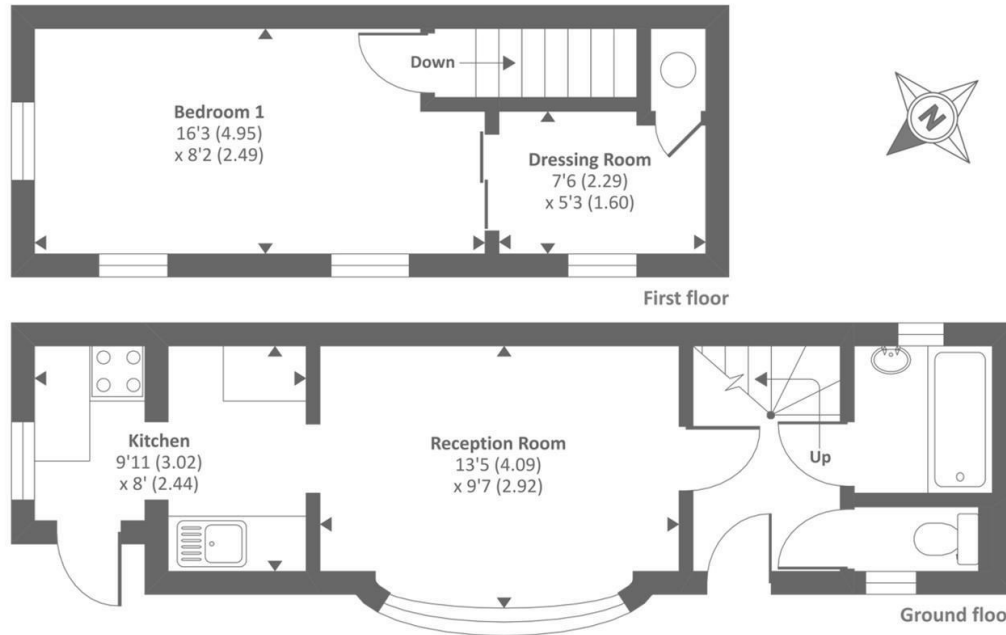 Down
Bedroom 1
16'3 (4.95)
x 8'2 (2.49)
Dressing Room
7'6 (2.29)
x 5'3 (1.60)
N
First floor
Kitchen
9'11 (3.02)
x 8' (2.44)
Reception Room
13'5 (4.09)
x 9'7 (2.92)
Up
Ground floo